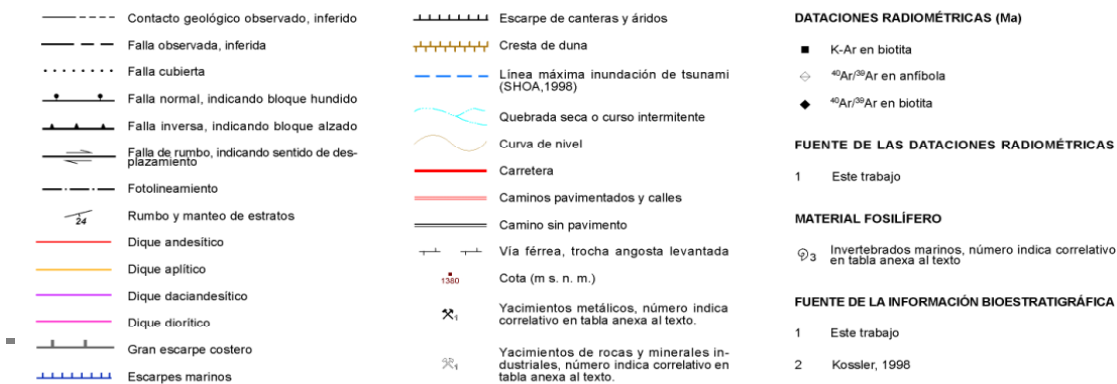 Contacto geológico observado, inferido
Falla observada, inferida
Falla cubierta
Falla normal, indicando bloque hundido
Falla inversa, indicando bloque alzado
Falla de rumbo, indicando sentido de des-
plazamiento
Fotolineamiento
24
Rumbo y manteo de estratos
Dique andesítico
Dique aplítico
Dique daciandesítico
Dique diorítico
Gran escarpe costero
Escarpes marinos
Escarpe de canteras y áridos
Cresta de duna
Línea máxima inundación de tsunami
(SHOA,1998)
Quebrada seca o curso intermitente
Curva de nivel
Carretera
Caminos pavimentados y calles
Camino sin pavimento
Vía férrea, trocha angosta levantada
1380
Cota (m s. n. m.)
1
Yacimientos metálicos, número indica
correlativo en tabla anexa al texto.
1
Yacimientos de rocas y minerales in-
dustriales, número indica correlativo en
tabla anexa al texto.
DATACIONES RADIOMÉTRICAS (Ma)
K-Ar en biotita
⁴⁰Ar/³⁹Ar en anfíbola
⁴⁰Ar/³⁹Ar en biotita
FUENTE DE LAS DATACIONES RADIOMÉTRICAS
1 Este trabajo
MATERIAL FOSILÍFERO
3
Invertebrados marinos, número indica correlativo
en tabla anexa al texto
FUENTE DE LA INFORMACIÓN BIOESTRATIGRÁFICA
1 Este trabajo
2 Kossler, 1998